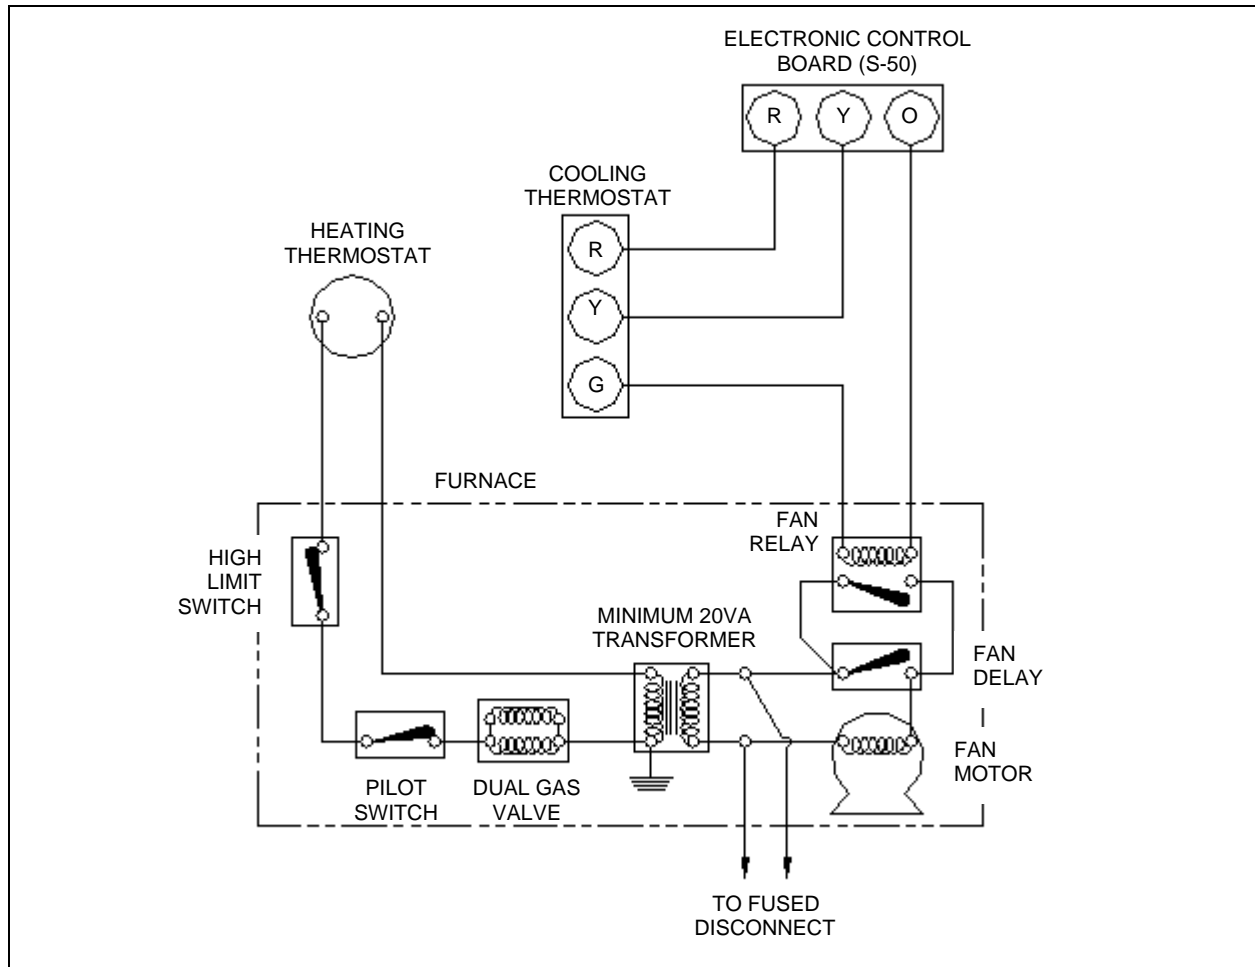 ELECTRONIC CONTROL
BOARD (S-50)
R Y O
COOLING
THERMOSTAT
R
Y
G
HEATING
THERMOSTAT
FURNACE
FAN
RELAY
HIGH
LIMIT
SWITCH
MINIMUM 20VA
TRANSFORMER
FAN
DELAY
FAN
MOTOR
PILOT
SWITCH
DUAL GAS
VALVE
TO FUSED
DISCONNECT